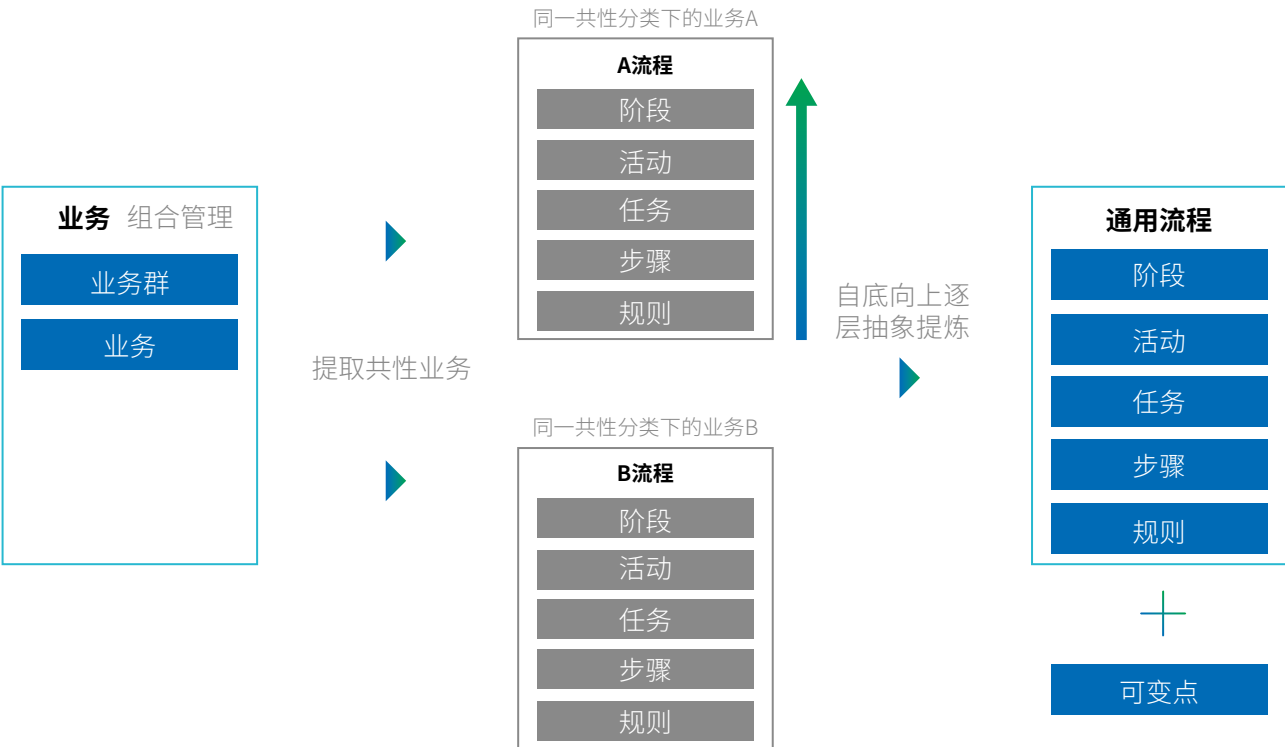 业务 组合管理
业务群
业务
提取共性业务
同一共性分类下的业务A
A流程
阶段
活动
任务
步骤
规则
同一共性分类下的业务B
B流程
阶段
活动
任务
步骤
规则
自底向上逐
层抽象提炼
通用流程
阶段
活动
任务
步骤
规则
可变点